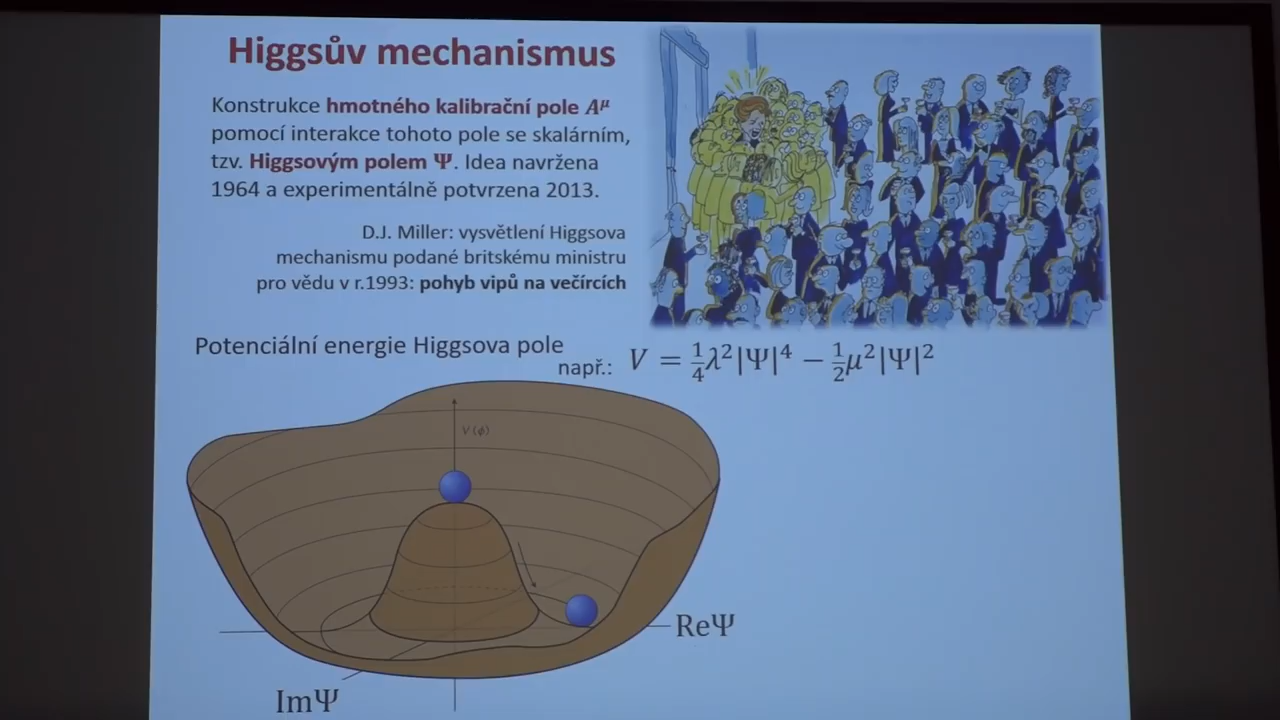 Higgsův mechanismus
Konstrukce hmotného kalibrační pole Aᵘ
pomocí interakce tohoto pole se skalárním,
tzv. Higgsovým polem Ψ. Idea navržena
1964 a experimentálně potvrzena 2013.
D.J. Miller: vysvětlení Higgsova
mechanismu podané britskému ministru
pro vědu v r.1993: pohyb vipů na večírcích
Potenciální energie Higgsova pole
např.: V = ¼λ²|Ψ|⁴ − ½μ²|Ψ|²
V(ϕ)
ReΨ
ImΨ